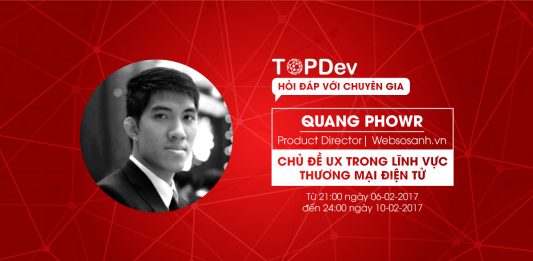 TOPDev
HỎI ĐÁP VỚI CHUYÊN GIA
QUANG PHOWR
Product Director| Websosanh.vn
CHỦ ĐỀ UX TRONG LĨNH VỰC
THƯƠNG MẠI ĐIỆN TỬ
Từ 21:00 ngày 06-02-2017
đến 24:00 ngày 10-02-2017